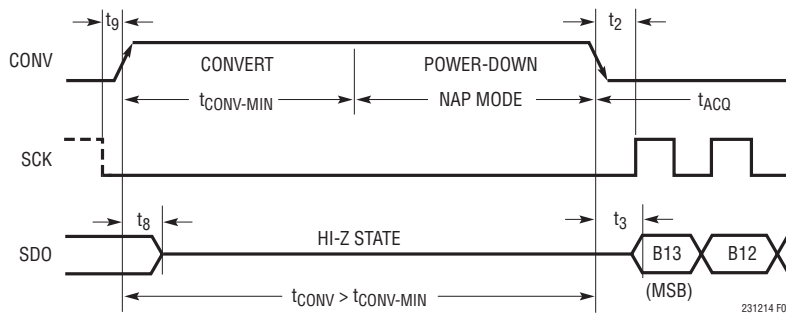 t9 t2
CONV CONVERT POWER-DOWN
tCONV-MIN NAP MODE tACQ
SCK
t8 t3
SDO HI-Z STATE B13 B12
tCONV > tCONV-MIN (MSB)
231214 F0